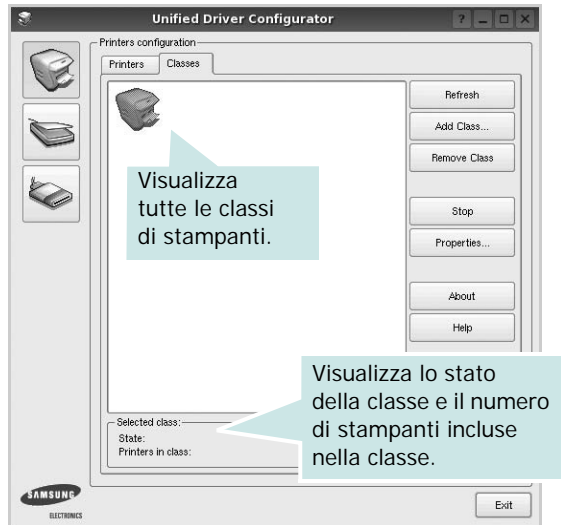 Unified Driver Configurator
Printers configuration
Printers Classes
Refresh
Add Class...
Remove Class
Visualizza
tutte le classi
di stampanti.
Stop
Properties...
About
Help
Visualizza lo stato
della classe e il numero
di stampanti incluse
nella classe.
Selected class:
State:
Printers in class:
SAMSUNG
ELECTRONICS
Exit